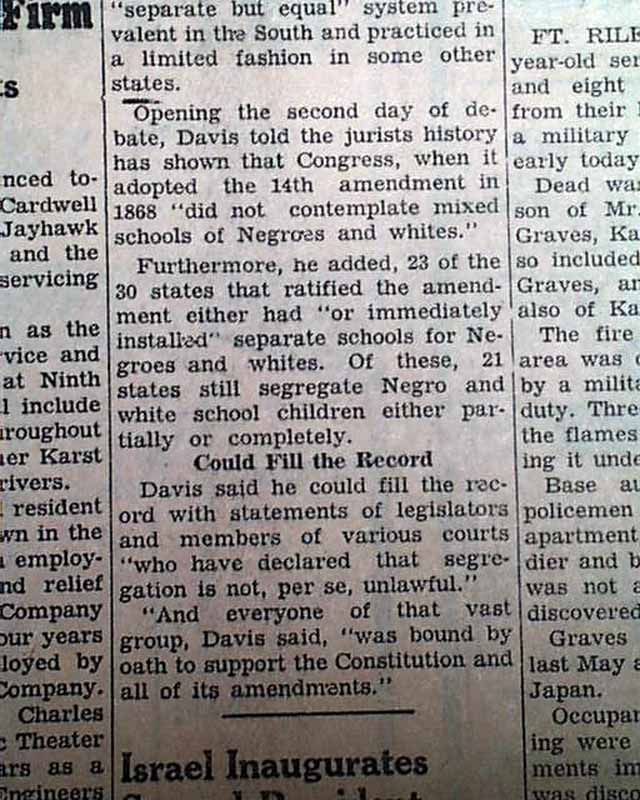 Firm
ts
nced to-
Cardwell
Jayhawk
and the
servicing
n as the
vice and
at Ninth
l include
roughout
ner Karst
rivers.
resident
wn in the
employ-
nd relief
Company
our years
loyed by
Company.
Charles
c Theater
ars as a
Engineers
"separate but equal" system pre-
valent in the South and practiced in
a limited fashion in some other
states.
Opening the second day of de-
bate, Davis told the jurists history
has shown that Congress, when it
adopted the 14th amendment in
1868 "did not contemplate mixed
schools of Negroes and whites."
Furthermore, he added, 23 of the
30 states that ratified the amend-
ment either had "or immediately
installed" separate schools for Ne-
groes and whites. Of these, 21
states still segregate Negro and
white school children either par-
tially or completely.
Could Fill the Record
Davis said he could fill the rec-
ord with statements of legislators
and members of various courts
"who have declared that segre-
gation is not, per se, unlawful."
"And everyone of that vast
group, Davis said, "was bound by
oath to support the Constitution and
all of its amendments."
Israel Inaugurates
FT. RILE
year-old ser
and eight
from their
a military
early today
Dead was
son of Mr.
Graves, Ka
so included
Graves, an
also of Ka
The fire
area was o
by a milita
duty. Thre
the flames
ing it unde
Base au
policemen
apartment
dier and b
was not a
discovered
Graves
last May a
Japan.
Occupan
ing were
ments im
was disco